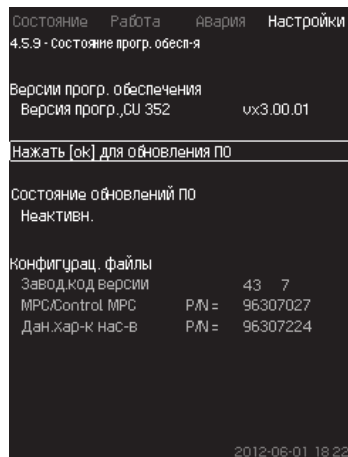 Состояние Работа Авария Настройки
4.5.9 - Состояние прогр. обесп-я
Версии прогр. обеспечения
Версия прогр.,CU 352 vx3.00.01
Нажать [ok] для обновления ПО
Состояние обновлений ПО
Неактивн.
Конфигурац. файлы
Завод.код версии 43 7
MPC/Control MPC P/N = 96307027
Дан.хар-к нас-в P/N = 96307224
2012-06-01 18:22